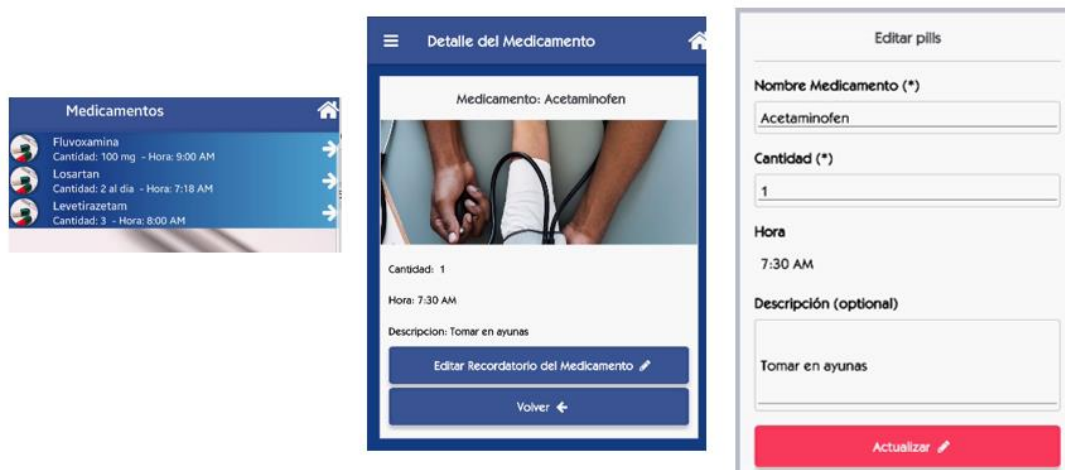 Medicamentos
Fluvoxamina
Cantidad: 100 mg - Hora: 9:00 AM
Losartan
Cantidad: 2 al dia - Hora: 7:18 AM
Levetirazetam
Cantidad: 3 - Hora: 8:00 AM
Detalle del Medicamento
Medicamento: Acetaminofen
Cantidad: 1
Hora: 7:30 AM
Descripcion: Tomar en ayunas
Editar Recordatorio del Medicamento
Volver
Editar pills
Nombre Medicamento (*)
Acetaminofen
Cantidad (*)
1
Hora
7:30 AM
Descripción (optional)
Tomar en ayunas
Actualizar